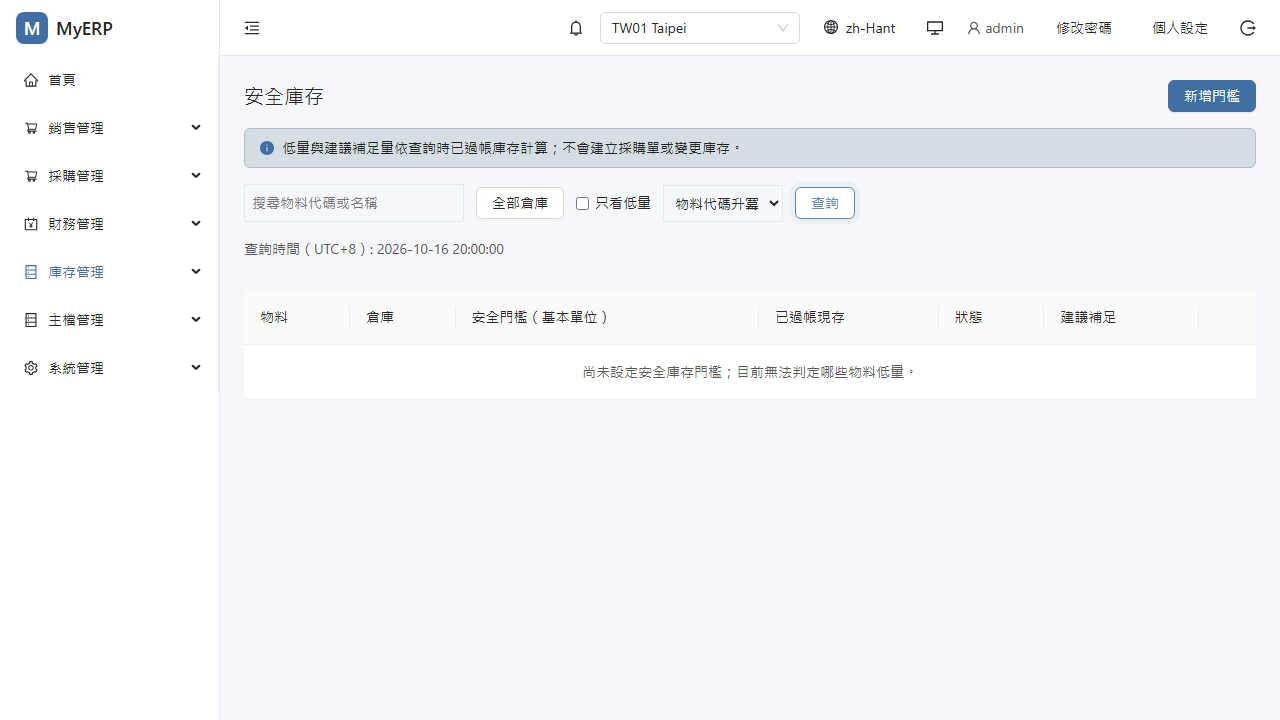 M MyERP
TW01 Taipei
zh-Hant
admin
修改密碼
個人設定
首頁
銷售管理
採購管理
財務管理
庫存管理
主檔管理
系統管理
安全庫存
新增門檻
低量與建議補足量依查詢時已過帳庫存計算；不會建立採購單或變更庫存。
搜尋物料代碼或名稱
全部倉庫
只看低量
物料代碼升冪
查詢
查詢時間（UTC+8）: 2026-10-16 20:00:00
物料
倉庫
安全門檻（基本單位）
已過帳現存
狀態
建議補足
尚未設定安全庫存門檻；目前無法判定哪些物料低量。